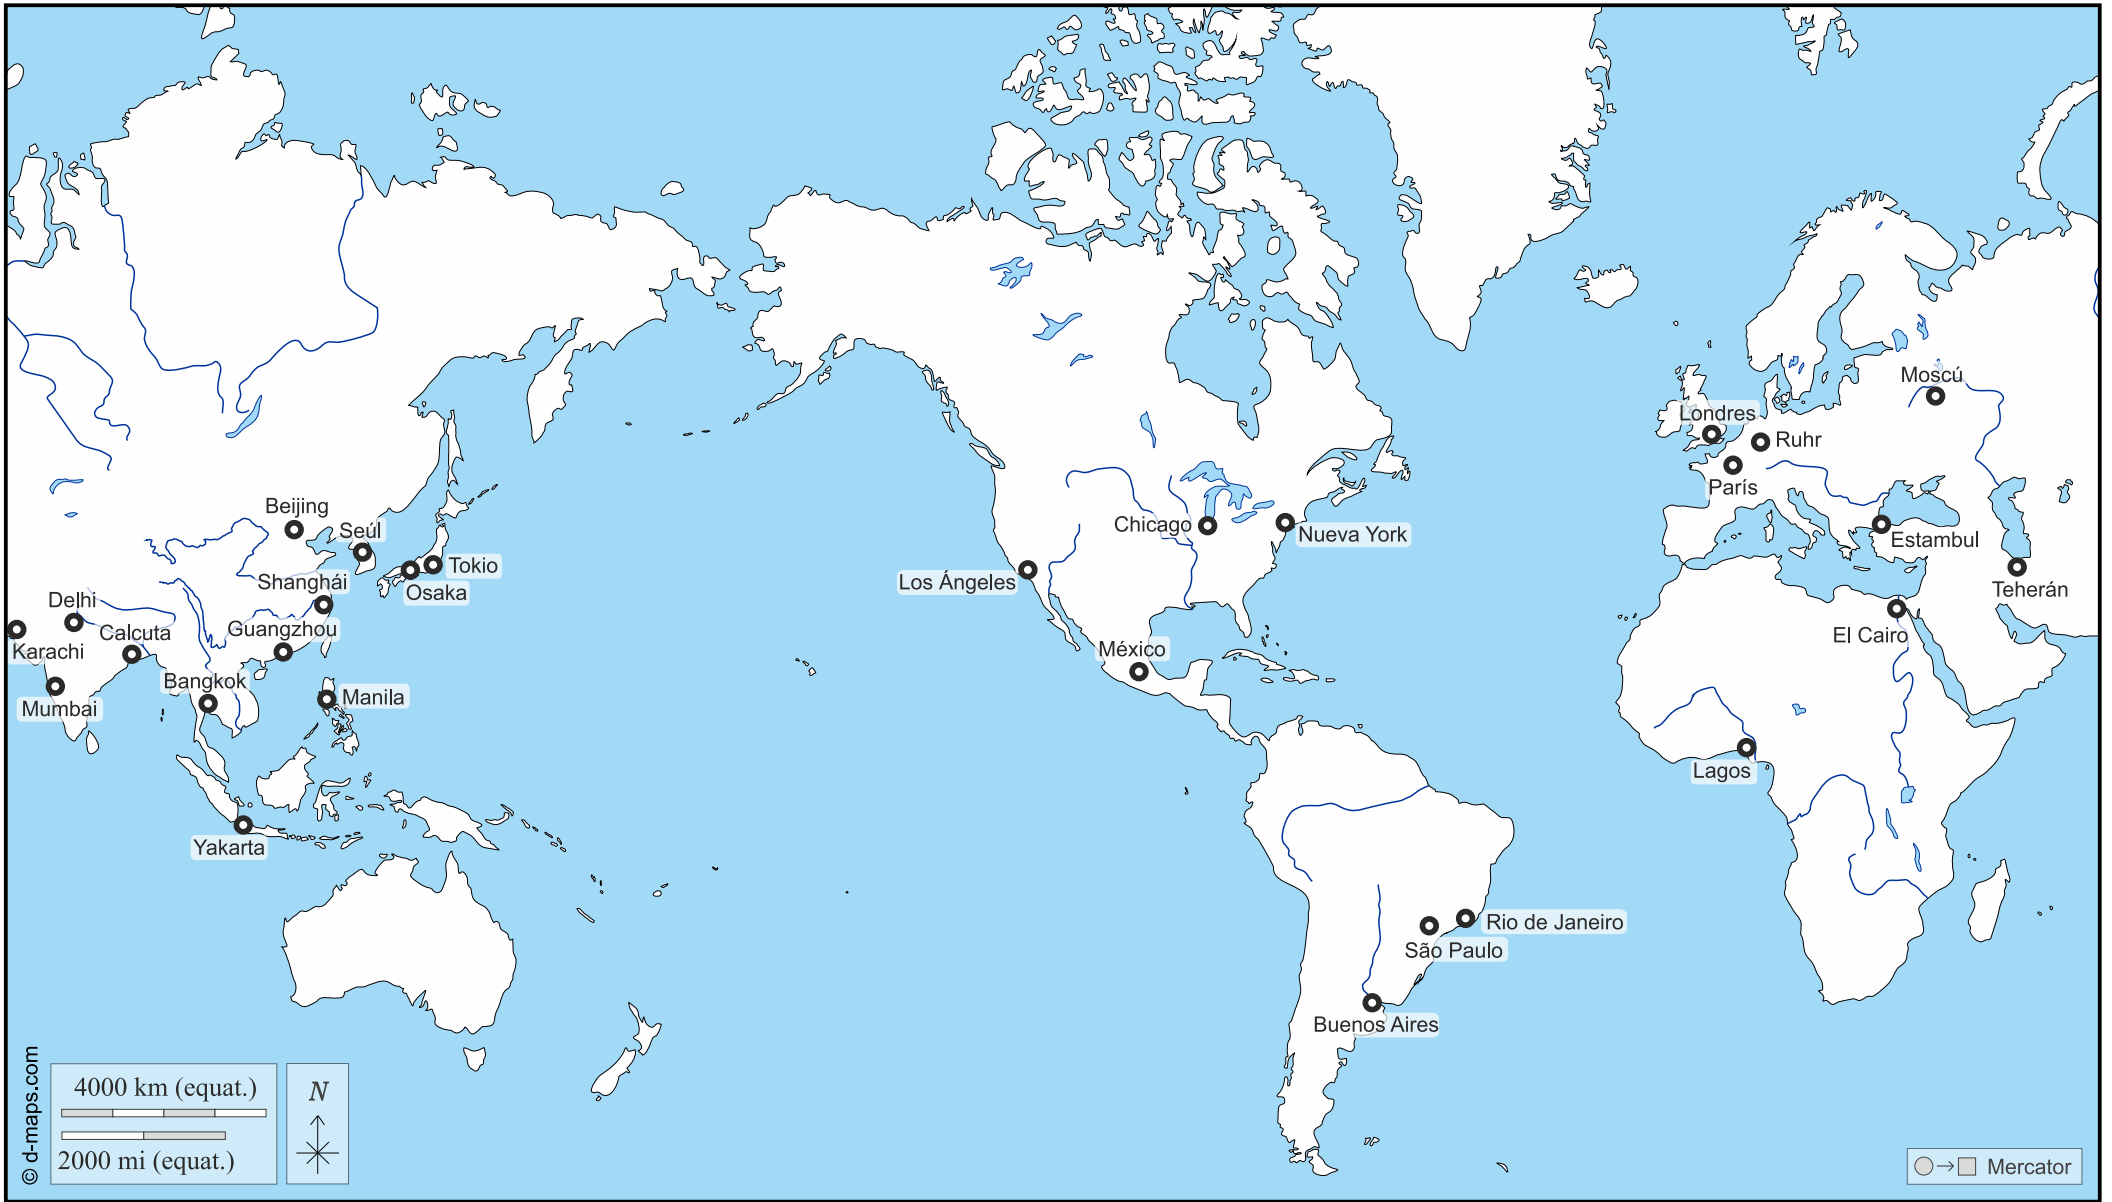 Moscú
Londres
Ruhr
París
Beijing
Seúl
Chicago
Nueva York
Estambul
Tokio
Shanghái
Osaka
Los Ángeles
Teherán
Delhi
Calcuta
Guangzhou
El Cairo
Karachi
México
Bangkok
Manila
Mumbai
Lagos
Yakarta
Rio de Janeiro
São Paulo
Buenos Aires
© d-maps.com
4000 km (equat.)
2000 mi (equat.)
N
Mercator